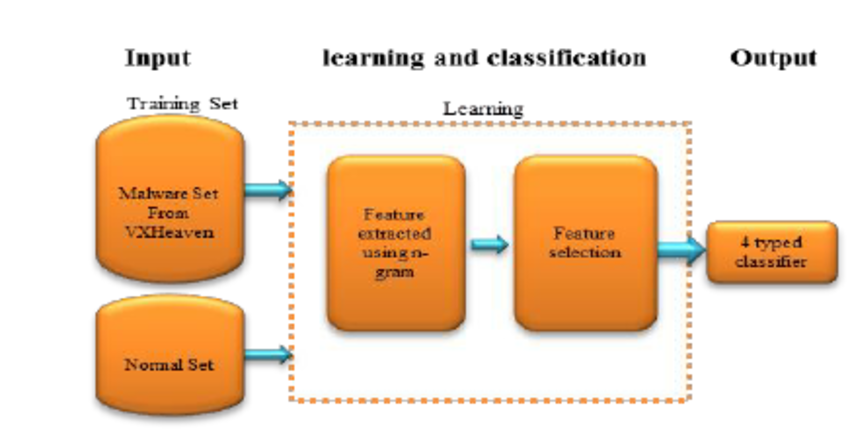 Input
learning and classification
Output
Training Set
Learning
Malware Set
From
VXHeaven
Feature
extracted
using n-
gram
Feature
selection
4 typed
classifier
Normal Set